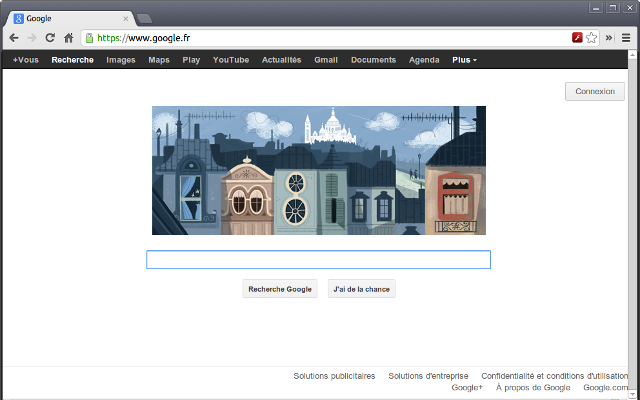 Google
https://www.google.fr
+Vous Recherche Images Maps Play YouTube Actualités Gmail Documents Agenda Plus
Connexion
Recherche Google J'ai de la chance
Solutions publicitaires Solutions d'entreprise Confidentialité et conditions d'utilisation
Google+ À propos de Google Google.com